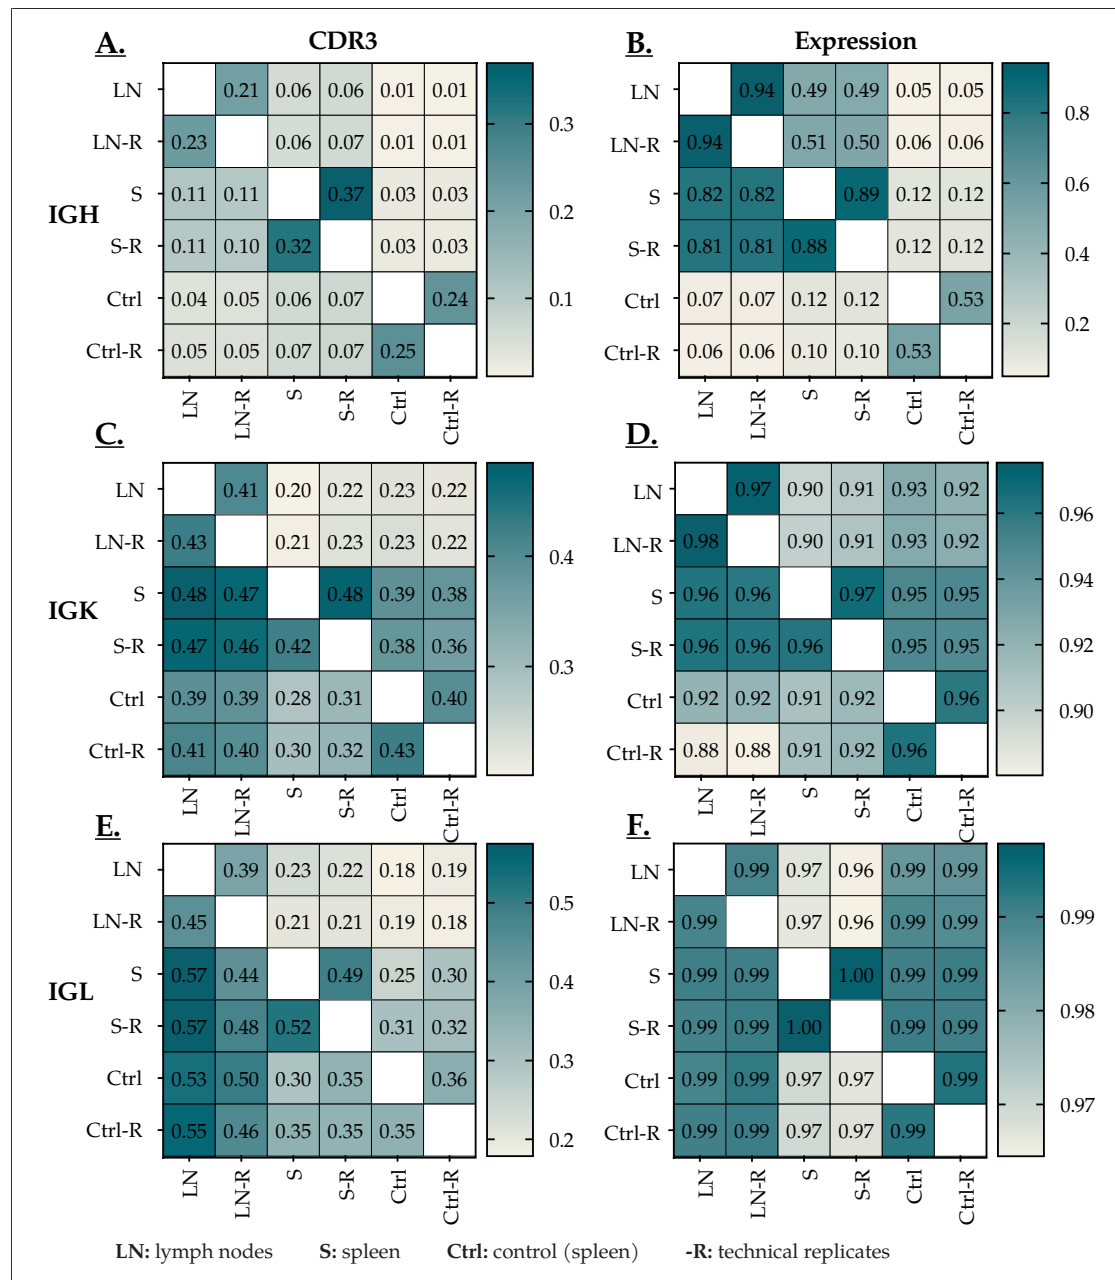 A. CDR3 B. Expression
LN 0.21 0.06 0.06 0.01 0.01
LN-R 0.23 0.06 0.07 0.01 0.01
S 0.11 0.11 0.37 0.03 0.03
IGH
S-R 0.11 0.10 0.32 0.03 0.03
Ctrl 0.04 0.05 0.06 0.07 0.24
Ctrl-R 0.05 0.05 0.07 0.07 0.25
LN LN-R S S-R Ctrl Ctrl-R
0.3
0.2
0.1
LN 0.94 0.49 0.49 0.05 0.05
LN-R 0.94 0.51 0.50 0.06 0.06
S 0.82 0.82 0.89 0.12 0.12
S-R 0.81 0.81 0.88 0.12 0.12
Ctrl 0.07 0.07 0.12 0.12 0.53
Ctrl-R 0.06 0.06 0.10 0.10 0.53
LN LN-R S S-R Ctrl Ctrl-R
0.8
0.6
0.4
0.2
C. D.
LN 0.41 0.20 0.22 0.23 0.22
LN-R 0.43 0.21 0.23 0.23 0.22
S 0.48 0.47 0.48 0.39 0.38
IGK
S-R 0.47 0.46 0.42 0.38 0.36
Ctrl 0.39 0.39 0.28 0.31 0.40
Ctrl-R 0.41 0.40 0.30 0.32 0.43
LN LN-R S S-R Ctrl Ctrl-R
0.4
0.3
LN 0.97 0.90 0.91 0.93 0.92
LN-R 0.98 0.90 0.91 0.93 0.92
S 0.96 0.96 0.97 0.95 0.95
S-R 0.96 0.96 0.96 0.95 0.95
Ctrl 0.92 0.92 0.91 0.92 0.96
Ctrl-R 0.88 0.88 0.91 0.92 0.96
LN LN-R S S-R Ctrl Ctrl-R
0.96
0.94
0.92
0.90
E. F.
LN 0.39 0.23 0.22 0.18 0.19
LN-R 0.45 0.21 0.21 0.19 0.18
S 0.57 0.44 0.49 0.25 0.30
IGL
S-R 0.57 0.48 0.52 0.31 0.32
Ctrl 0.53 0.50 0.30 0.35 0.36
Ctrl-R 0.55 0.46 0.35 0.35 0.35
LN LN-R S S-R Ctrl Ctrl-R
0.5
0.4
0.3
0.2
LN 0.99 0.97 0.96 0.99 0.99
LN-R 0.99 0.97 0.96 0.99 0.99
S 0.99 0.99 1.00 0.99 0.99
S-R 0.99 0.99 1.00 0.99 0.99
Ctrl 0.99 0.99 0.97 0.97 0.99
Ctrl-R 0.99 0.99 0.97 0.97 0.99
LN LN-R S S-R Ctrl Ctrl-R
0.99
0.98
0.97
LN: lymph nodes S: spleen Ctrl: control (spleen) -R: technical replicates